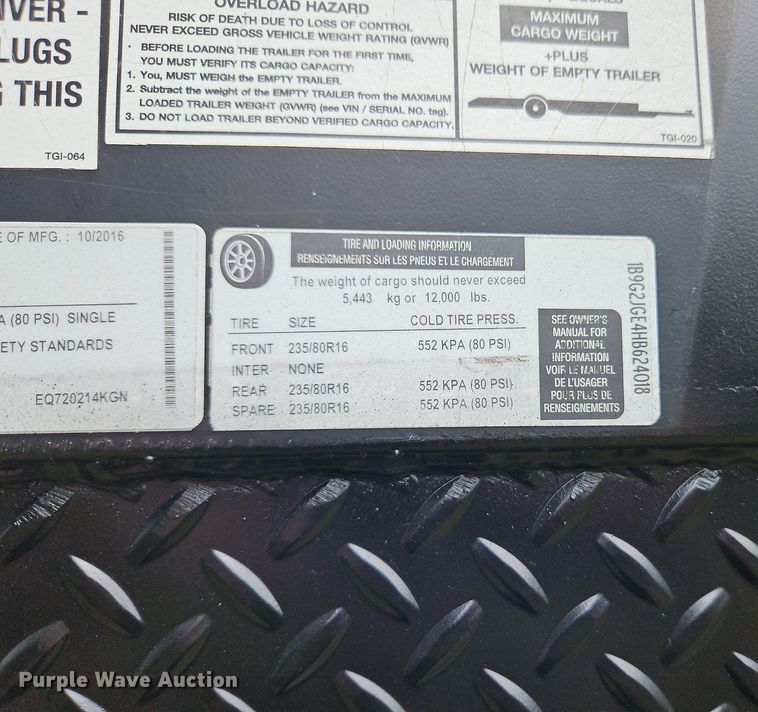 IVER -
LUGS
G THIS
TGI-064
OVERLOAD HAZARD
RISK OF DEATH DUE TO LOSS OF CONTROL
NEVER EXCEED GROSS VEHICLE WEIGHT RATING (GVWR)
· BEFORE LOADING THE TRAILER FOR THE FIRST TIME,
YOU MUST VERIFY ITS CARGO CAPACITY:
1. You, MUST WEIGH the EMPTY TRAILER.
2. Subtract the weight of the EMPTY TRAILER from the MAXIMUM
LOADED TRAILER WEIGHT (GVWR) (see VIN / SERIAL NO. tag).
3. DO NOT LOAD TRAILER BEYOND VERIFIED CARGO CAPACITY.
EQUALS
MAXIMUM
CARGO WEIGHT
+PLUS
WEIGHT OF EMPTY TRAILER
TGI-020
E OF MFG. : 10/2016
A (80 PSI) SINGLE
ETY STANDARDS
EQ720214KGN
TIRE AND LOADING INFORMATION
RENSEIGNEMENTS SUR LES PNEUS ET LE CHARGEMENT
The weight of cargo should never exceed
5,443 kg or 12,000 lbs.
TIRE SIZE COLD TIRE PRESS.
FRONT 235/80R16 552 KPA (80 PSI)
INTER NONE
REAR 235/80R16 552 KPA (80 PSI)
SPARE 235/80R16 552 KPA (80 PSI)
SEE OWNER'S
MANUAL FOR
ADDITIONAL
INFORMATION
VOIR LE MANUEL
DE L'USAGER
POUR PLUS DE
RENSEIGNEMENTS
1B9G2JGE4HB624018
Purple Wave Auction